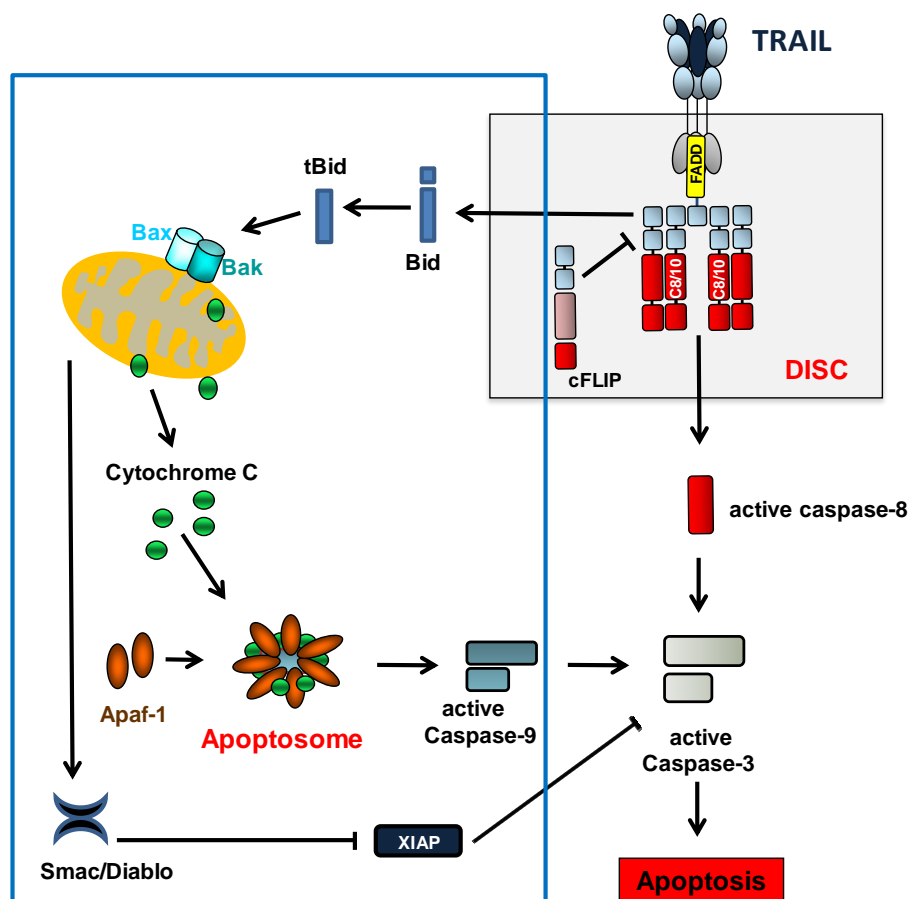 TRAIL
FADD
tBid
Bid
Bax
Bak
C8/10
C8/10
cFLIP
DISC
Cytochrome C
active caspase-8
Apaf-1
Apoptosome
active
Caspase-9
active
Caspase-3
XIAP
Smac/Diablo
Apoptosis